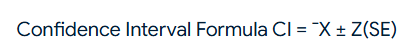 Confidence Interval Formula CI = ‾X ± Z(SE)